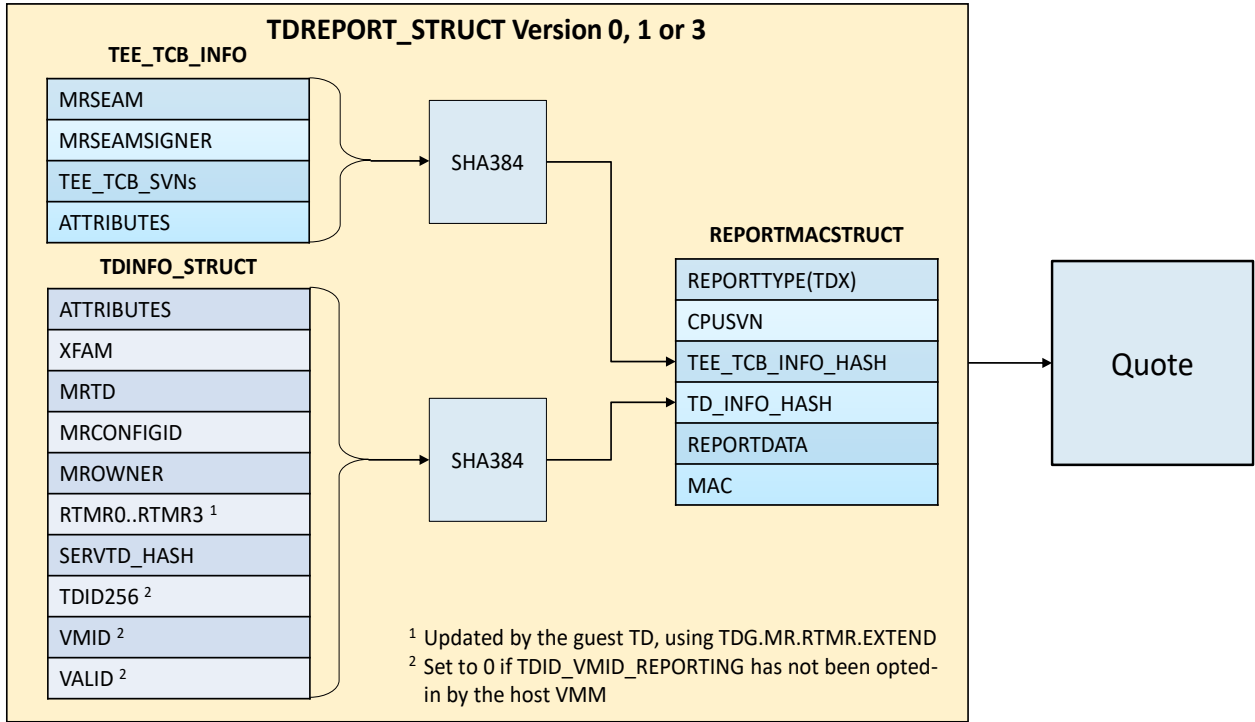 TDREPORT_STRUCT Version 0, 1 or 3
TEE_TCB_INFO
MRSEAM
MRSEAMSIGNER
TEE_TCB_SVNs
ATTRIBUTES
SHA384
TDINFO_STRUCT
ATTRIBUTES
XFAM
MRTD
MRCONFIGID
MROWNER
RTMR0..RTMR3 ¹
SERVTD_HASH
TDID256 ²
VMID ²
VALID ²
SHA384
REPORTMACSTRUCT
REPORTTYPE(TDX)
CPUSVN
TEE_TCB_INFO_HASH
TD_INFO_HASH
REPORTDATA
MAC
Quote
¹ Updated by the guest TD, using TDG.MR.RTMR.EXTEND
² Set to 0 if TDID_VMID_REPORTING has not been opted-
in by the host VMM